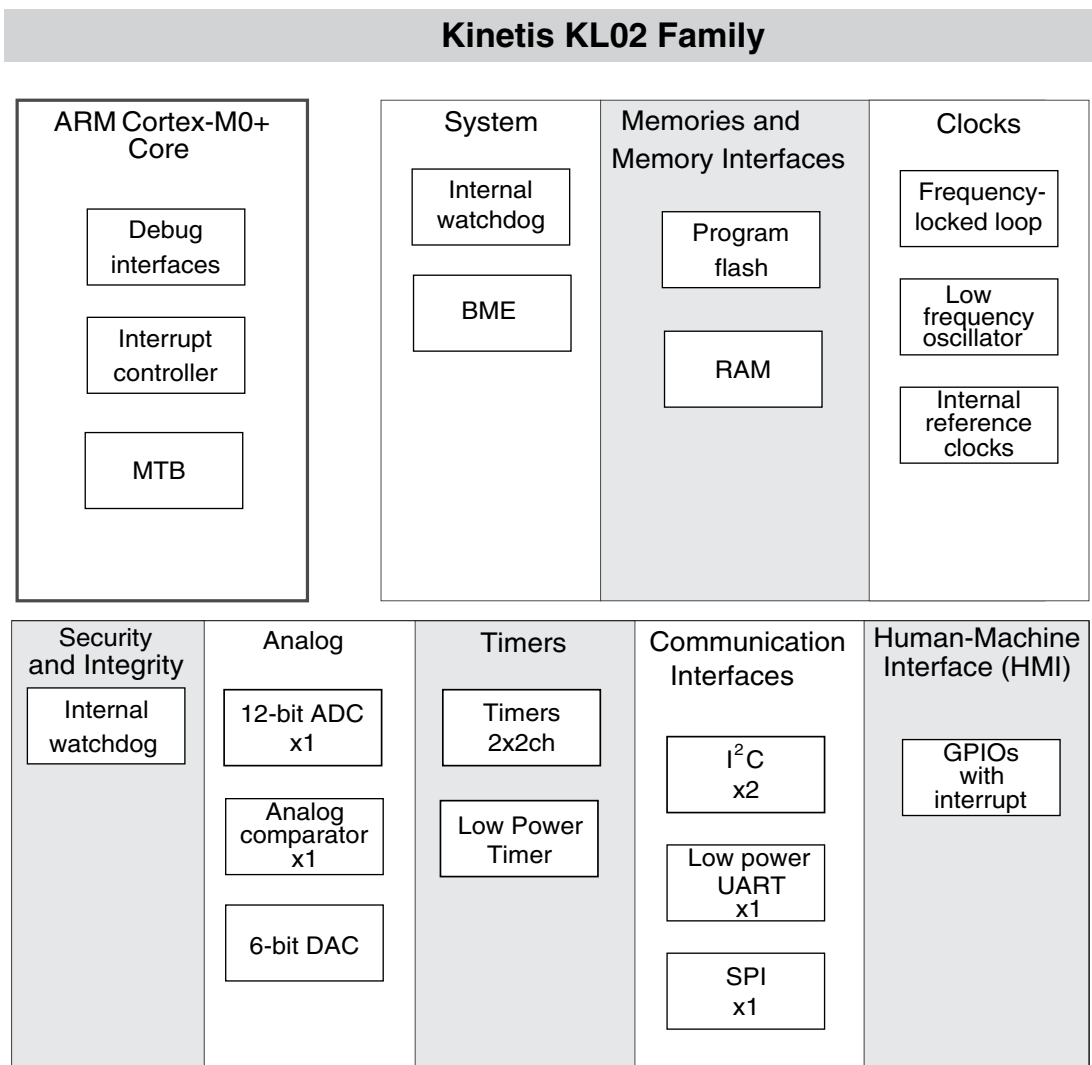 Kinetis KL02 Family
ARM Cortex-M0+
Core
Debug
interfaces
Interrupt
controller
MTB
System
Internal
watchdog
BME
Memories and
Memory Interfaces
Program
flash
RAM
Clocks
Frequency-
locked loop
Low
frequency
oscillator
Internal
reference
clocks
Security
and Integrity
Internal
watchdog
Analog
12-bit ADC
x1
Analog
comparator
x1
6-bit DAC
Timers
Timers
2x2ch
Low Power
Timer
Communication
Interfaces
I²C
x2
Low power
UART
x1
SPI
x1
Human-Machine
Interface (HMI)
GPIOs
with
interrupt